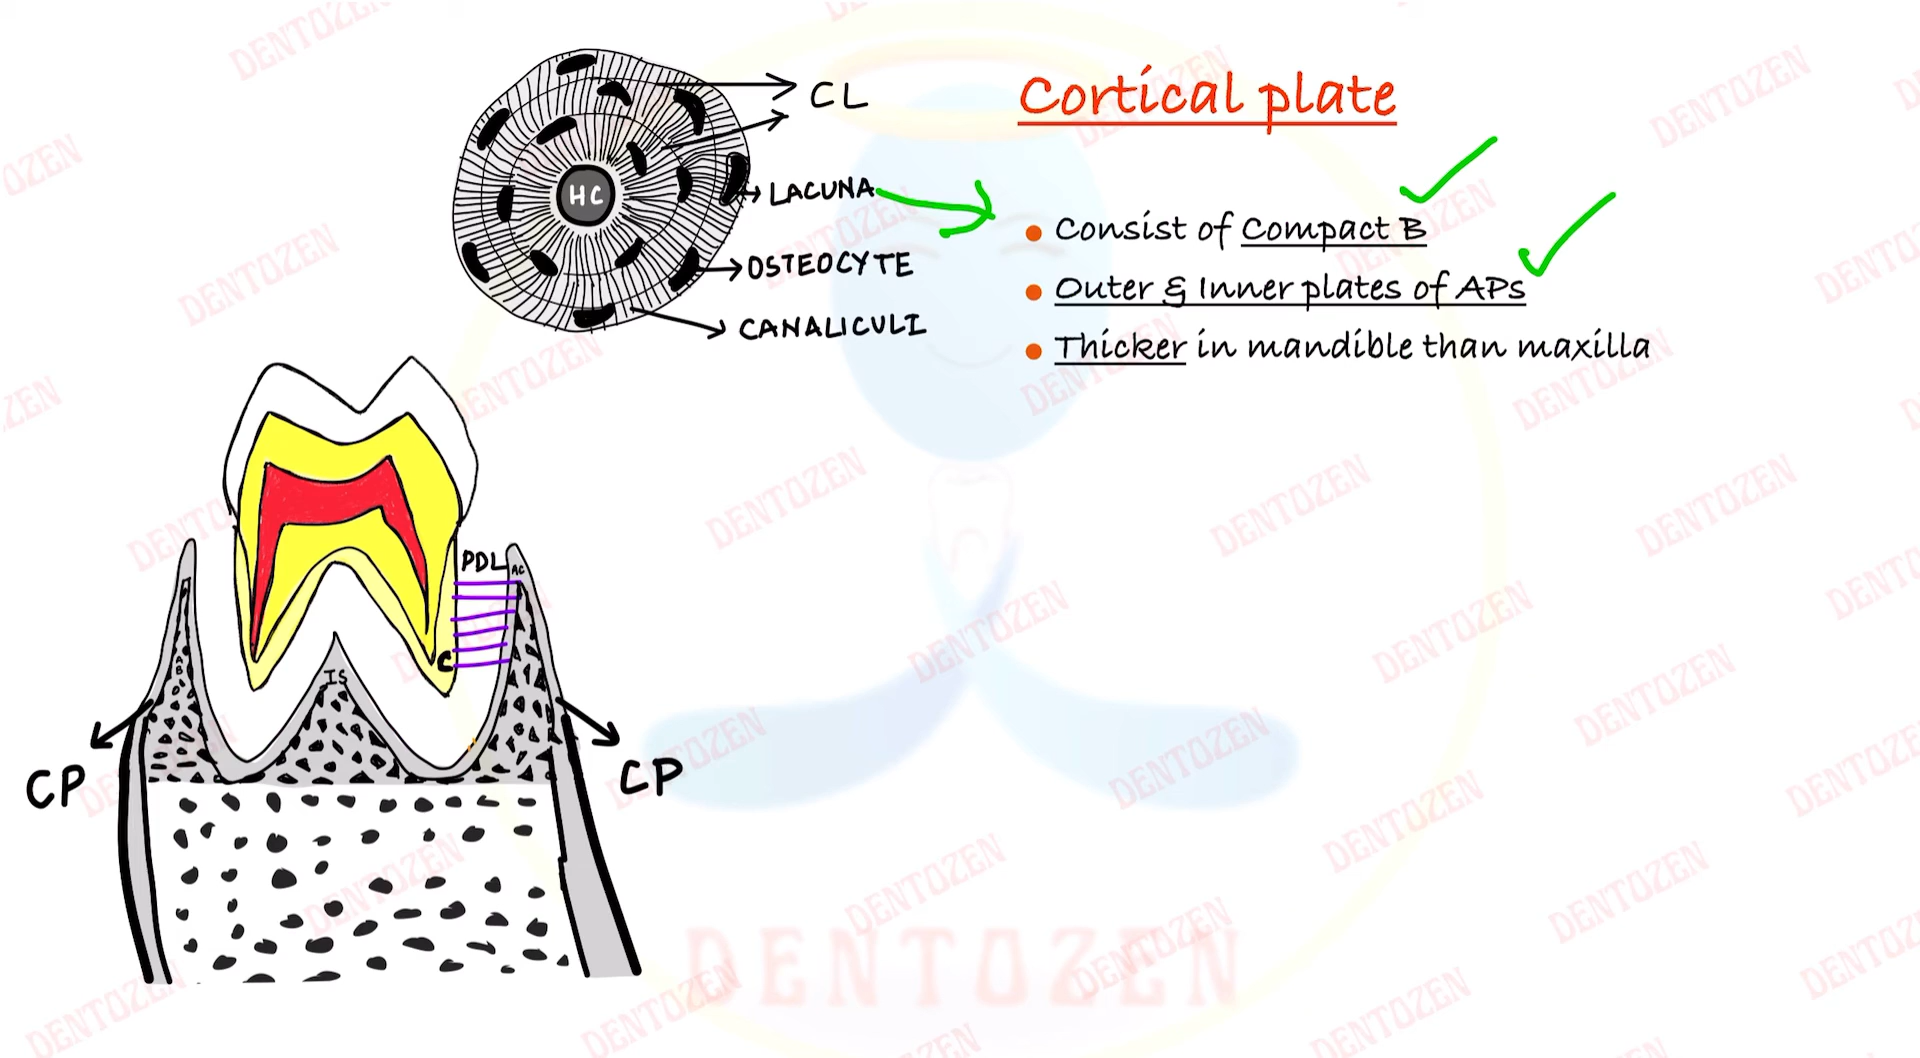 CL
HC
LACUNA
OSTEOCYTE
CANALICULI
Cortical plate
Consist of Compact B
Outer & Inner plates of APs
Thicker in mandible than maxilla
PDL
AC
C
AB
IS
CP
CP
DENTOZEN